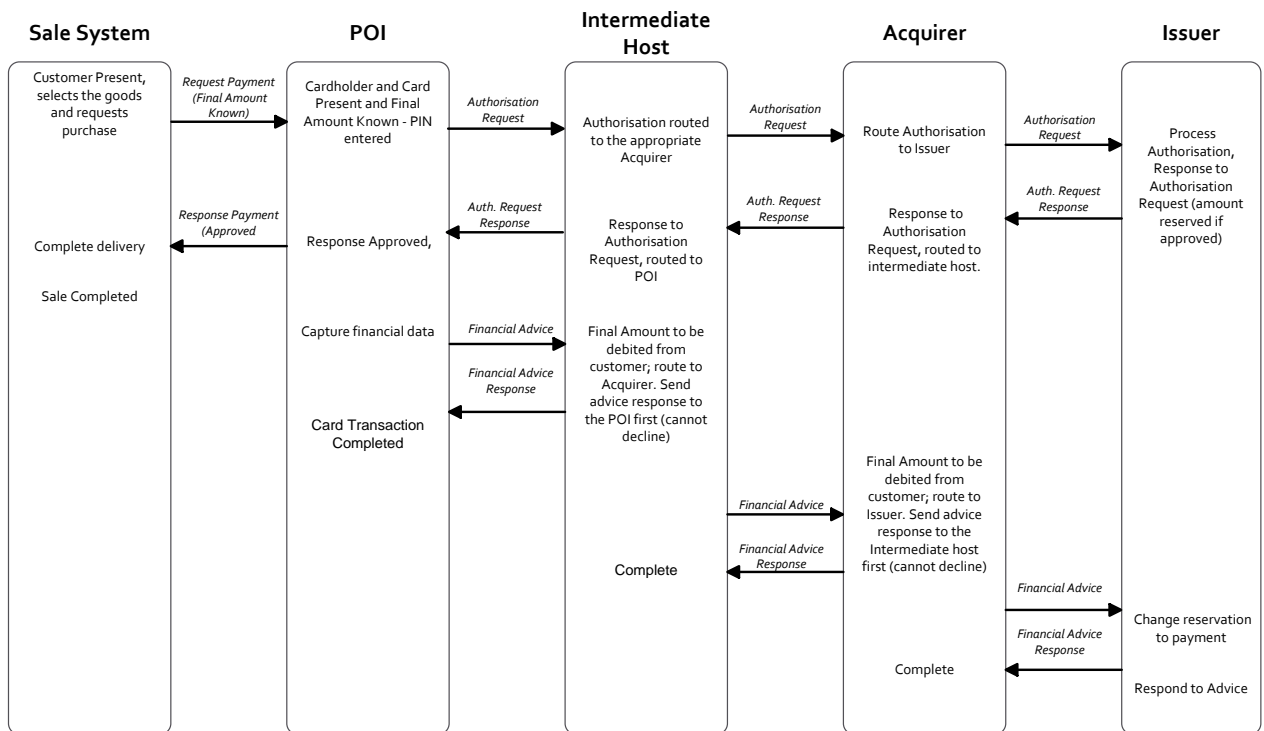 Sale System
POI
Intermediate
Host
Acquirer
Issuer
Customer Present,
selects the goods
and requests
purchase
Request Payment
(Final Amount
Known)
Cardholder and Card
Present and Final
Amount Known - PIN
entered
Authorisation
Request
Authorisation routed
to the appropriate
Acquirer
Authorisation
Request
Route Authorisation
to Issuer
Authorisation
Request
Process
Authorisation,
Response to
Authorisation
Request (amount
reserved if
approved)
Response Payment
(Approved
Complete delivery
Sale Completed
Response Approved,
Auth. Request
Response
Response to
Authorisation
Request, routed to
POI
Auth. Request
Response
Response to
Authorisation
Request, routed to
intermediate host.
Auth. Request
Response
Capture financial data
Financial Advice
Final Amount to be
debited from
customer; route to
Acquirer. Send
advice response to
the POI first (cannot
decline)
Financial Advice
Response
Card Transaction
Completed
Financial Advice
Final Amount to be
debited from
customer; route to
Issuer. Send advice
response to the
Intermediate host
first (cannot decline)
Financial Advice
Response
Complete
Financial Advice
Change reservation
to payment
Financial Advice
Response
Complete
Respond to Advice